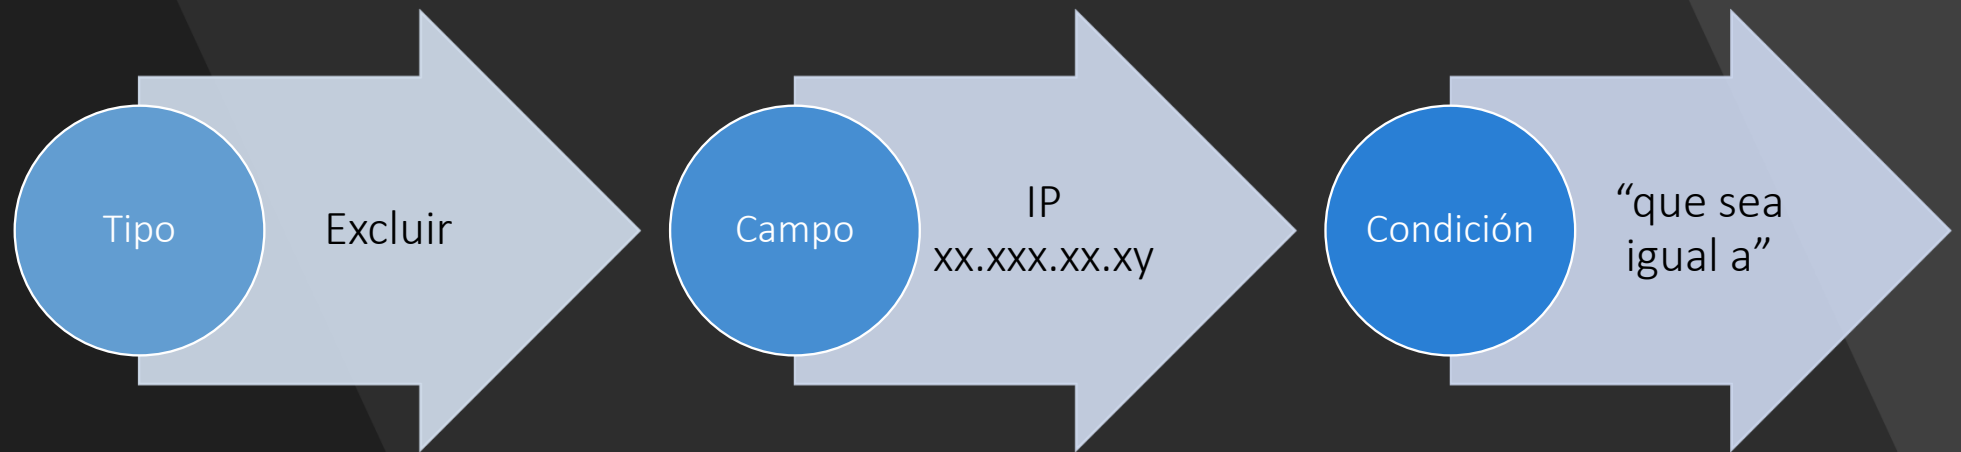 Tipo
Excluir
Campo
IP
xx.xxx.xx.xy
Condición
“que sea
igual a”